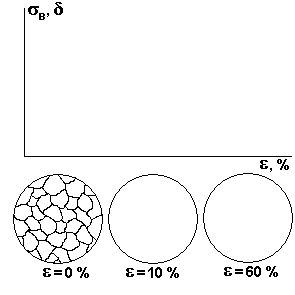 σв, δ
ε, %
ε = 0 %
ε = 10 %
ε = 60 %